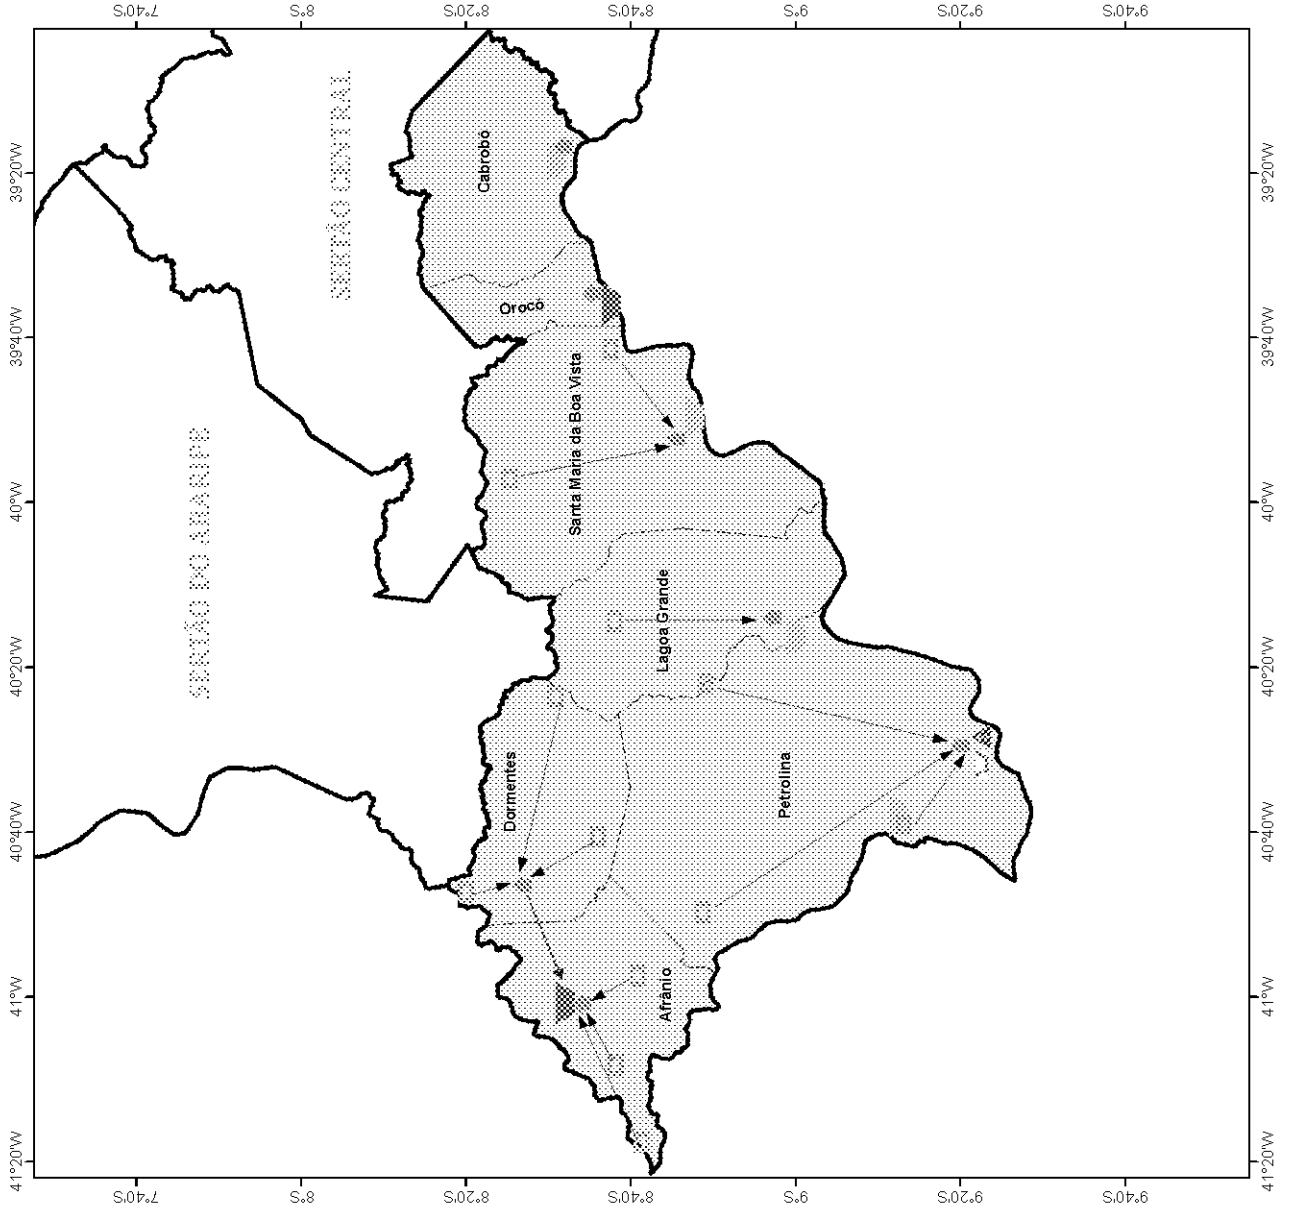 7°40'S
8°S
8°20'S
8°40'S
9°S
9°20'S
9°40'S
39°20'W
39°40'W
40°W
40°20'W
40°40'W
41°W
41°20'W
SERTÃO DO ARARIPE
SERTÃO CENTRAL
Cabrobó
Orocó
Santa Maria da Boa Vista
Lagoa Grande
Dormentes
Petrolina
Afrânio
39°20'W
39°40'W
40°W
40°20'W
40°40'W
41°W
41°20'W
7°40'S
8°S
8°20'S
8°40'S
9°S
9°20'S
9°40'S